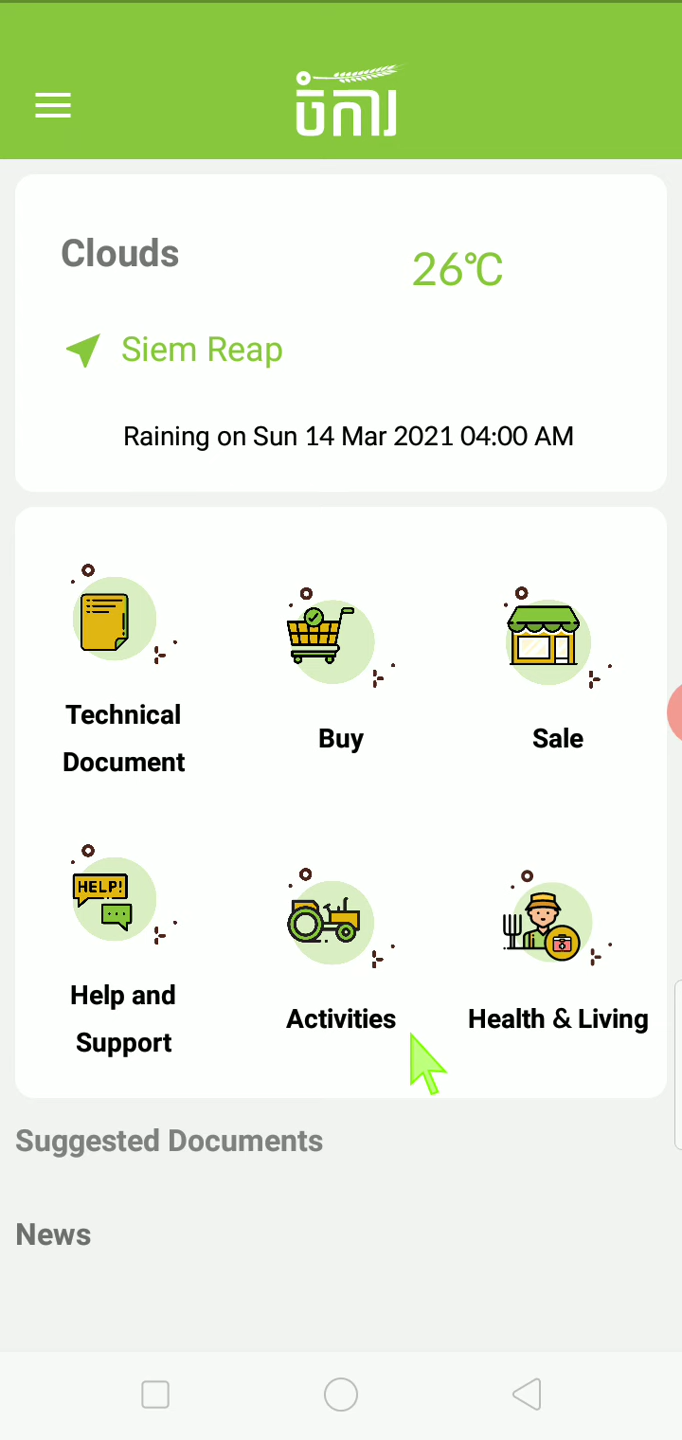 ចំការ
Clouds
26°C
Siem Reap
Raining on Sun 14 Mar 2021 04:00 AM
Technical
Document
Buy
Sale
HELP!
Help and
Support
Activities
Health & Living
Suggested Documents
News